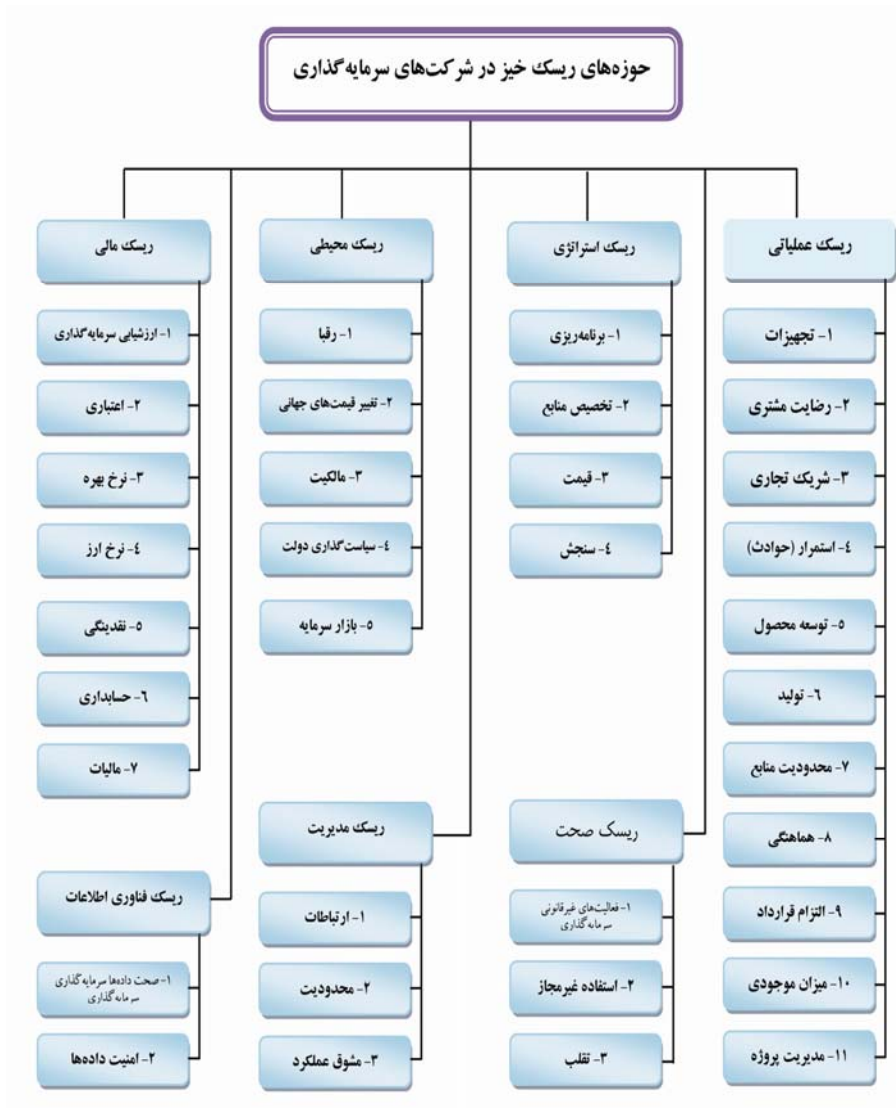 حوزه‌های ریسک خیز در شرکت‌های سرمایه‌گذاری
ریسک عملیاتی
۱- تجهیزات
۲- رضایت مشتری
۳- شریک تجاری
٤- استمرار (حوادث)
٥- توسعه محصول
٦- تولید
۷- محدودیت منابع
۸- هماهنگی
۹- التزام قرارداد
۱۰- میزان موجودی
۱۱- مدیریت پروژه
ریسک استراتژی
۱- برنامه‌ریزی
۲- تخصیص منابع
۳- قیمت
٤- سنجش
ریسک صحت
۱- فعالیت‌های غیرقانونی
سرمایه گذاری
۲- استفاده غیرمجاز
۳- تقلب
ریسک محیطی
۱- رقبا
۲- تغییر قیمت‌های جهانی
۳- مالکیت
٤- سیاست‌گذاری دولت
٥- بازار سرمایه
ریسک مدیریت
۱- ارتباطات
۲- محدودیت
۳- مشوق عملکرد
ریسک مالی
۱- ارزشیابی سرمایه‌گذاری
۲- اعتباری
۳- نرخ بهره
٤- نرخ ارز
٥- نقدینگی
٦- حسابداری
۷- مالیات
ریسک فناوری اطلاعات
۱- صحت داده‌ها سرمایه‌گذاری
سرمایه گذاری
۲- امنیت داده‌ها